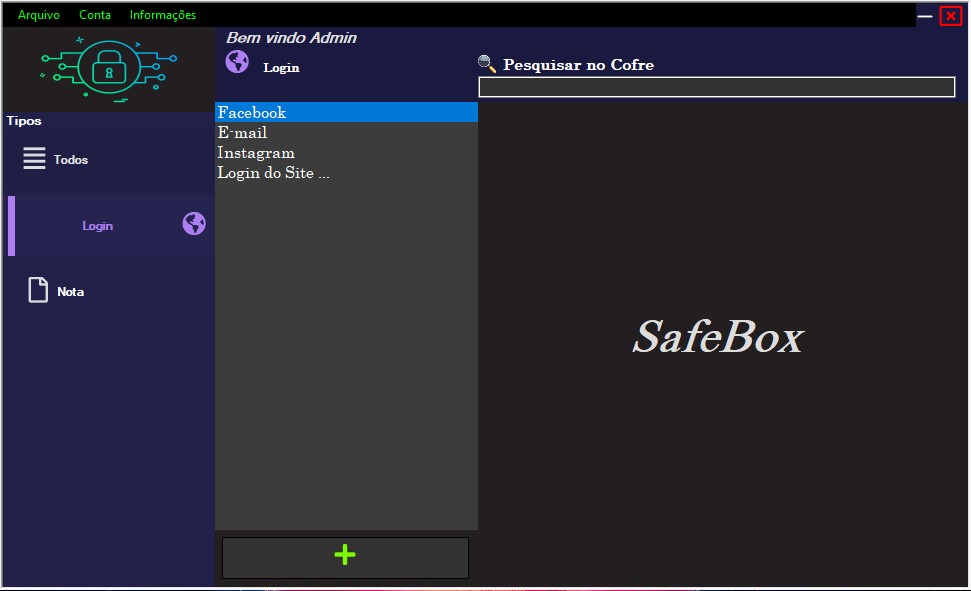 Arquivo Conta Informações
Bem vindo Admin
Login
Pesquisar no Cofre
Tipos
Todos
Login
Nota
Facebook
E-mail
Instagram
Login do Site ...
SafeBox